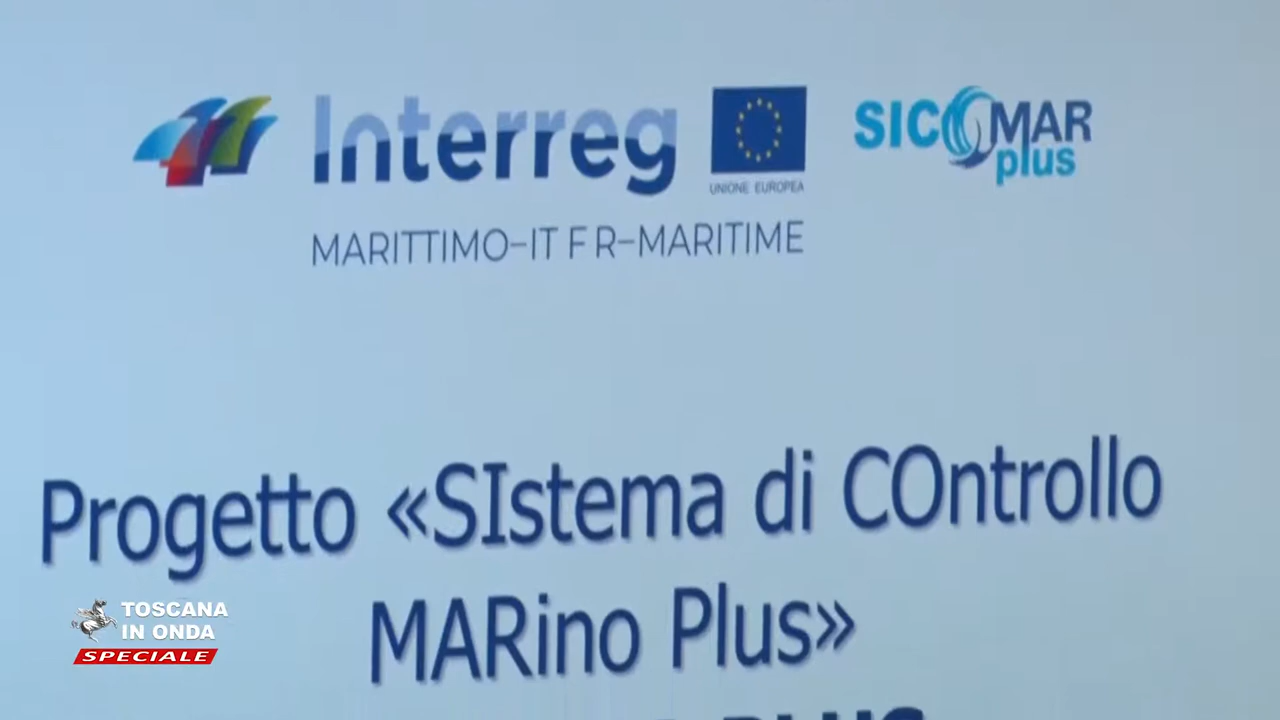 Interreg
UNIONE EUROPEA
SICOMAR
plus
MARITTIMO-IT FR-MARITIME
Progetto «SIstema di COntrollo
MARino Plus»
PLUS
TOSCANA
IN ONDA
SPECIALE